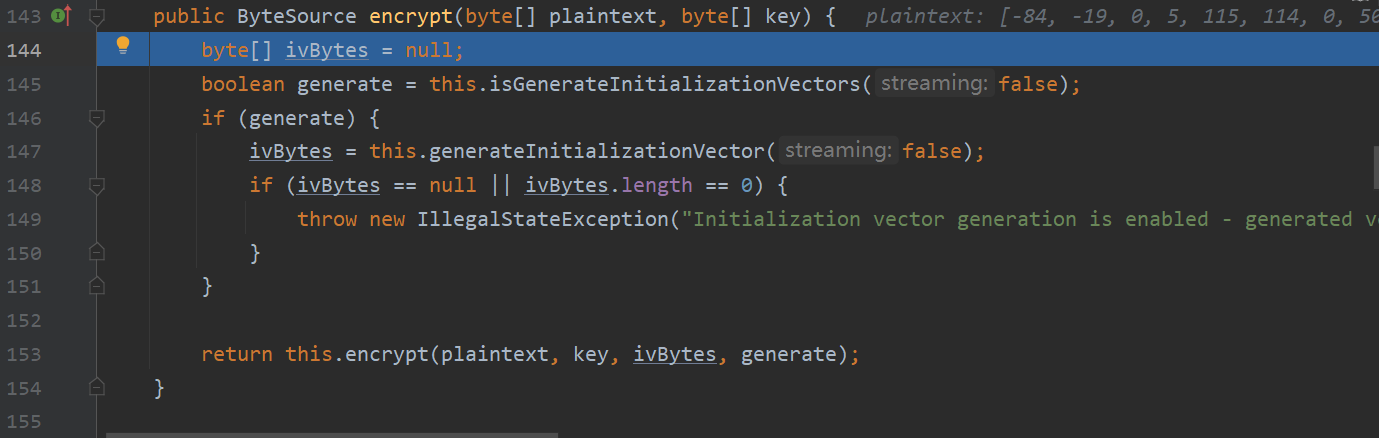 143 public ByteSource encrypt(byte[] plaintext, byte[] key) { plaintext: [-84, -19, 0, 5, 115, 114, 0, 50
144 byte[] ivBytes = null;
145 boolean generate = this.isGenerateInitializationVectors( streaming: false);
146 if (generate) {
147 ivBytes = this.generateInitializationVector( streaming: false);
148 if (ivBytes == null || ivBytes.length == 0) {
149 throw new IllegalStateException("Initialization vector generation is enabled - generated v
150 }
151 }
152
153 return this.encrypt(plaintext, key, ivBytes, generate);
154 }
155